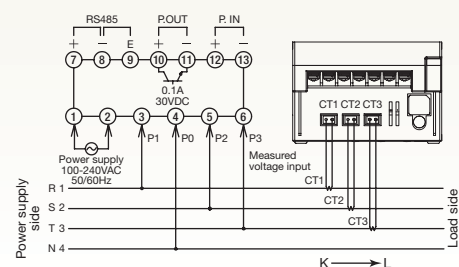 RS485 P.OUT P. IN
+ − E + − + −
7 8 9 10 11 12 13
0.1A
30VDC
1 2 3 4 5 6
P1 P0 P2 P3
Power supply
100-240VAC
50/60Hz
Measured
voltage input
CT1 CT2 CT3
CT1
CT2
CT3
Power supply
side
R 1
S 2
T 3
N 4
Load side
K L